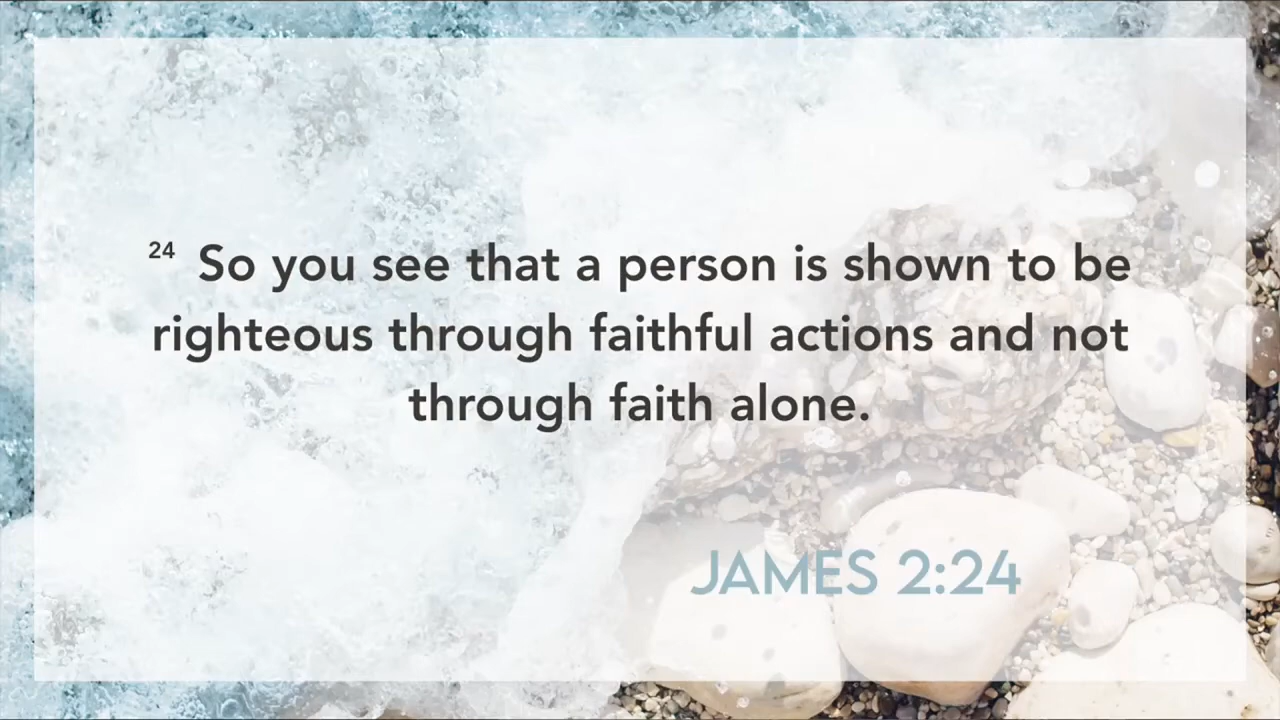 24 So you see that a person is shown to be
righteous through faithful actions and not
through faith alone.
JAMES 2:24